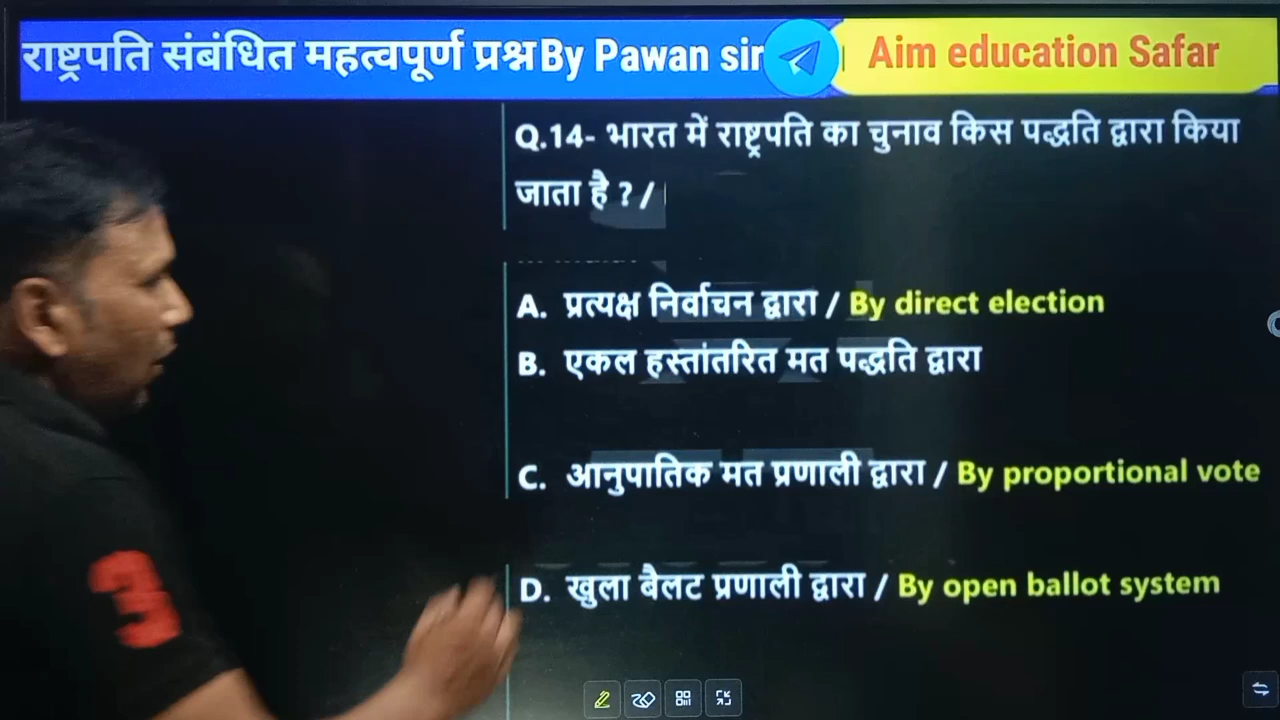 राष्ट्रपति संबंधित महत्वपूर्ण प्रश्न By Pawan sir
Aim education Safar
Q.14- भारत में राष्ट्रपति का चुनाव किस पद्धति द्वारा किया
जाता है ? /
A. प्रत्यक्ष निर्वाचन द्वारा / By direct election
B. एकल हस्तांतरित मत पद्धति द्वारा
C. आनुपातिक मत प्रणाली द्वारा / By proportional vote
D. खुला बैलट प्रणाली द्वारा / By open ballot system
3